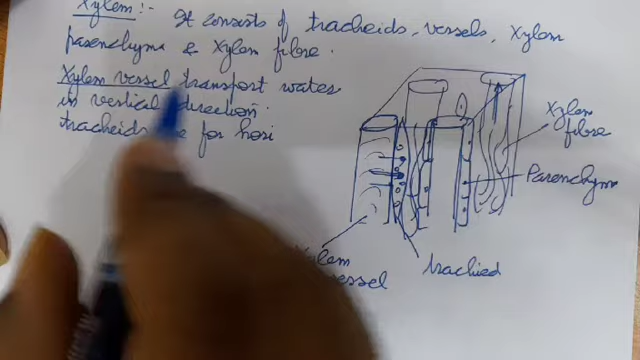 Xylem :-
It consists of tracheids, vessels, Xylem
parenchyma & Xylem fibre.
Xylem vessel transport water
in vertical direction.
tracheids for hori
Xylem
fibre
Parenchyma
trachied
Xylem
vessel